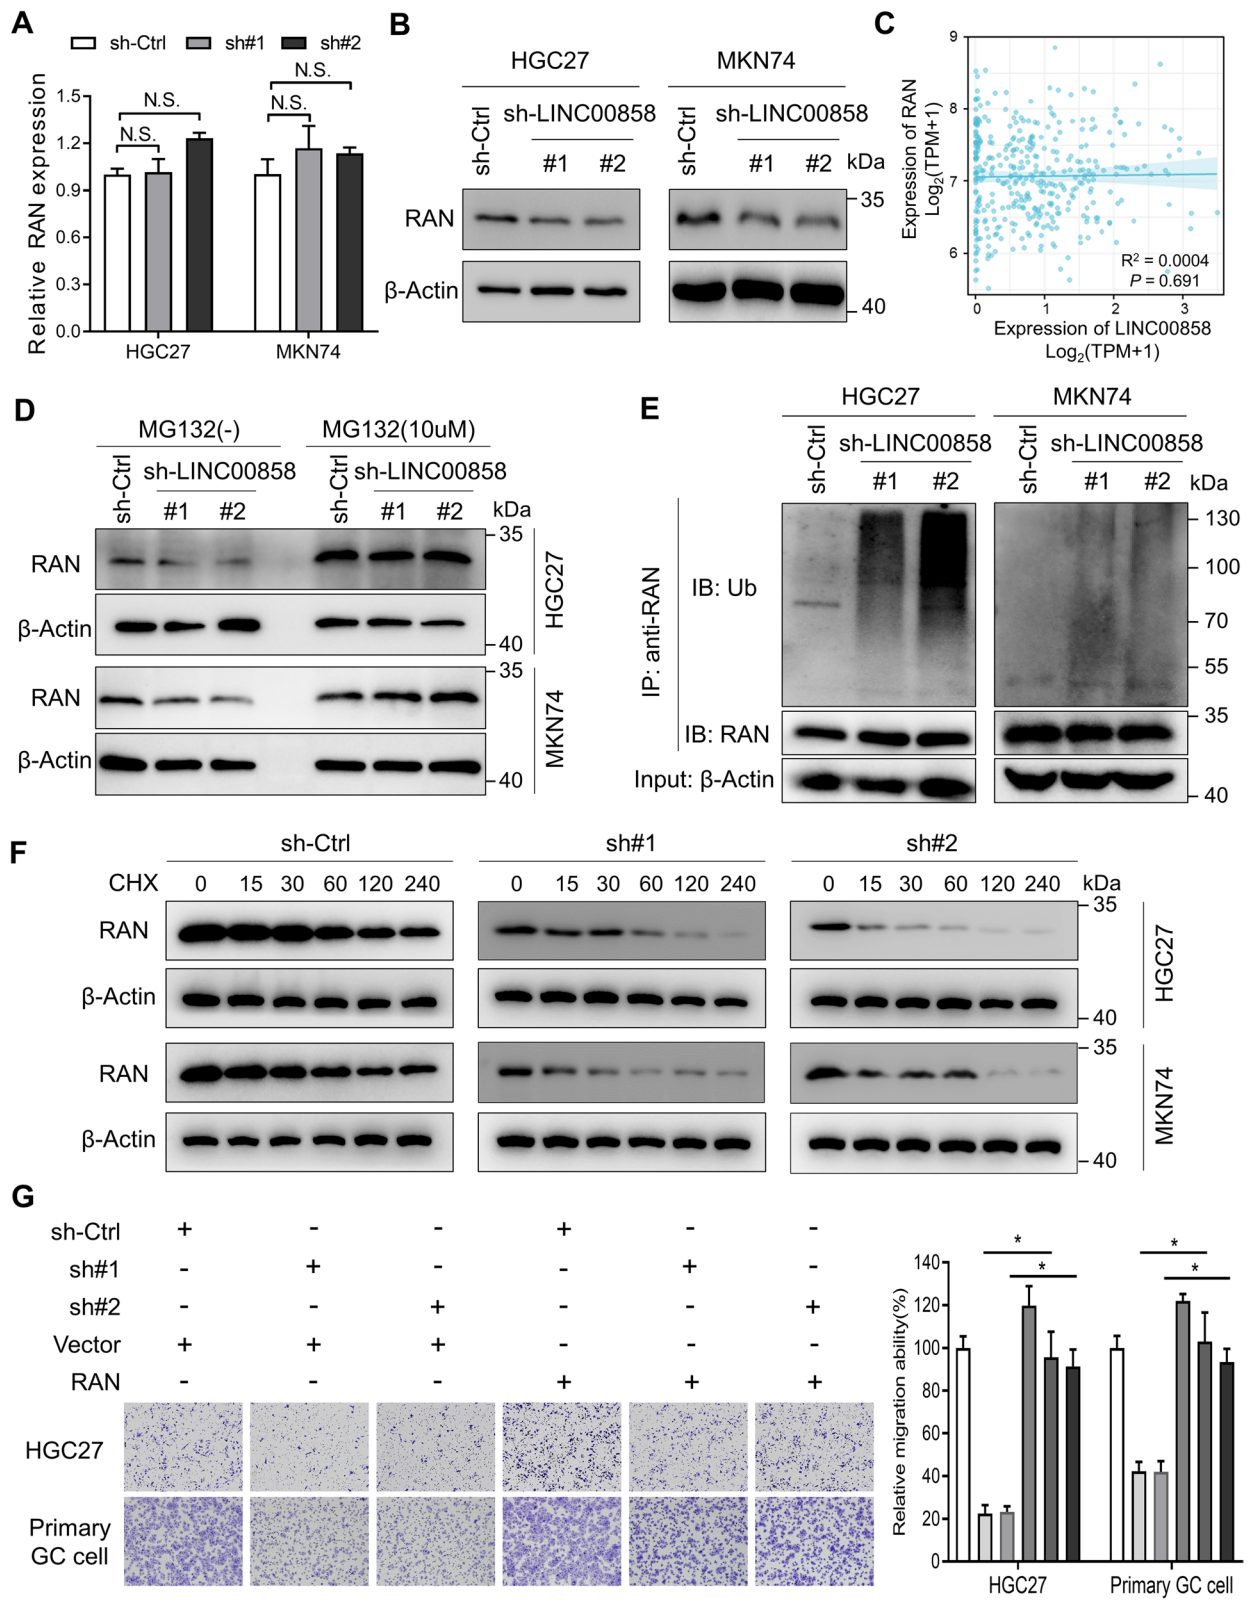 A
sh-Ctrl sh#1 sh#2
Relative RAN expression
1.5
1.2
0.9
0.6
0.3
0.0
N.S.
N.S.
N.S.
N.S.
HGC27 MKN74
B
HGC27 MKN74
sh-Ctrl sh-LINC00858 sh-Ctrl sh-LINC00858
#1 #2 #1 #2 kDa
RAN
35
β-Actin
40
C
Expression of RAN
Log2(TPM+1)
9
8
7
6
R² = 0.0004
P = 0.691
0 1 2 3
Expression of LINC00858
Log2(TPM+1)
D
MG132(-) MG132(10uM)
sh-Ctrl sh-LINC00858 sh-Ctrl sh-LINC00858
#1 #2 #1 #2 kDa
RAN
35
β-Actin
40
HGC27
RAN
35
β-Actin
40
MKN74
E
HGC27 MKN74
sh-Ctrl sh-LINC00858 sh-Ctrl sh-LINC00858
#1 #2 #1 #2 kDa
IP: anti-RAN
IB: Ub
130
100
70
55
IB: RAN
35
Input: β-Actin
40
F
sh-Ctrl sh#1 sh#2
CHX 0 15 30 60 120 240 0 15 30 60 120 240 0 15 30 60 120 240 kDa
RAN
35
β-Actin
40
HGC27
RAN
35
β-Actin
40
MKN74
G
sh-Ctrl + - - + - -
sh#1 - + - - + -
sh#2 - - + - - +
Vector + + + - - -
RAN - - - + + +
HGC27
Primary
GC cell
Relative migration ability(%)
140
120
100
80
60
40
20
0
* *
* *
HGC27 Primary GC cell